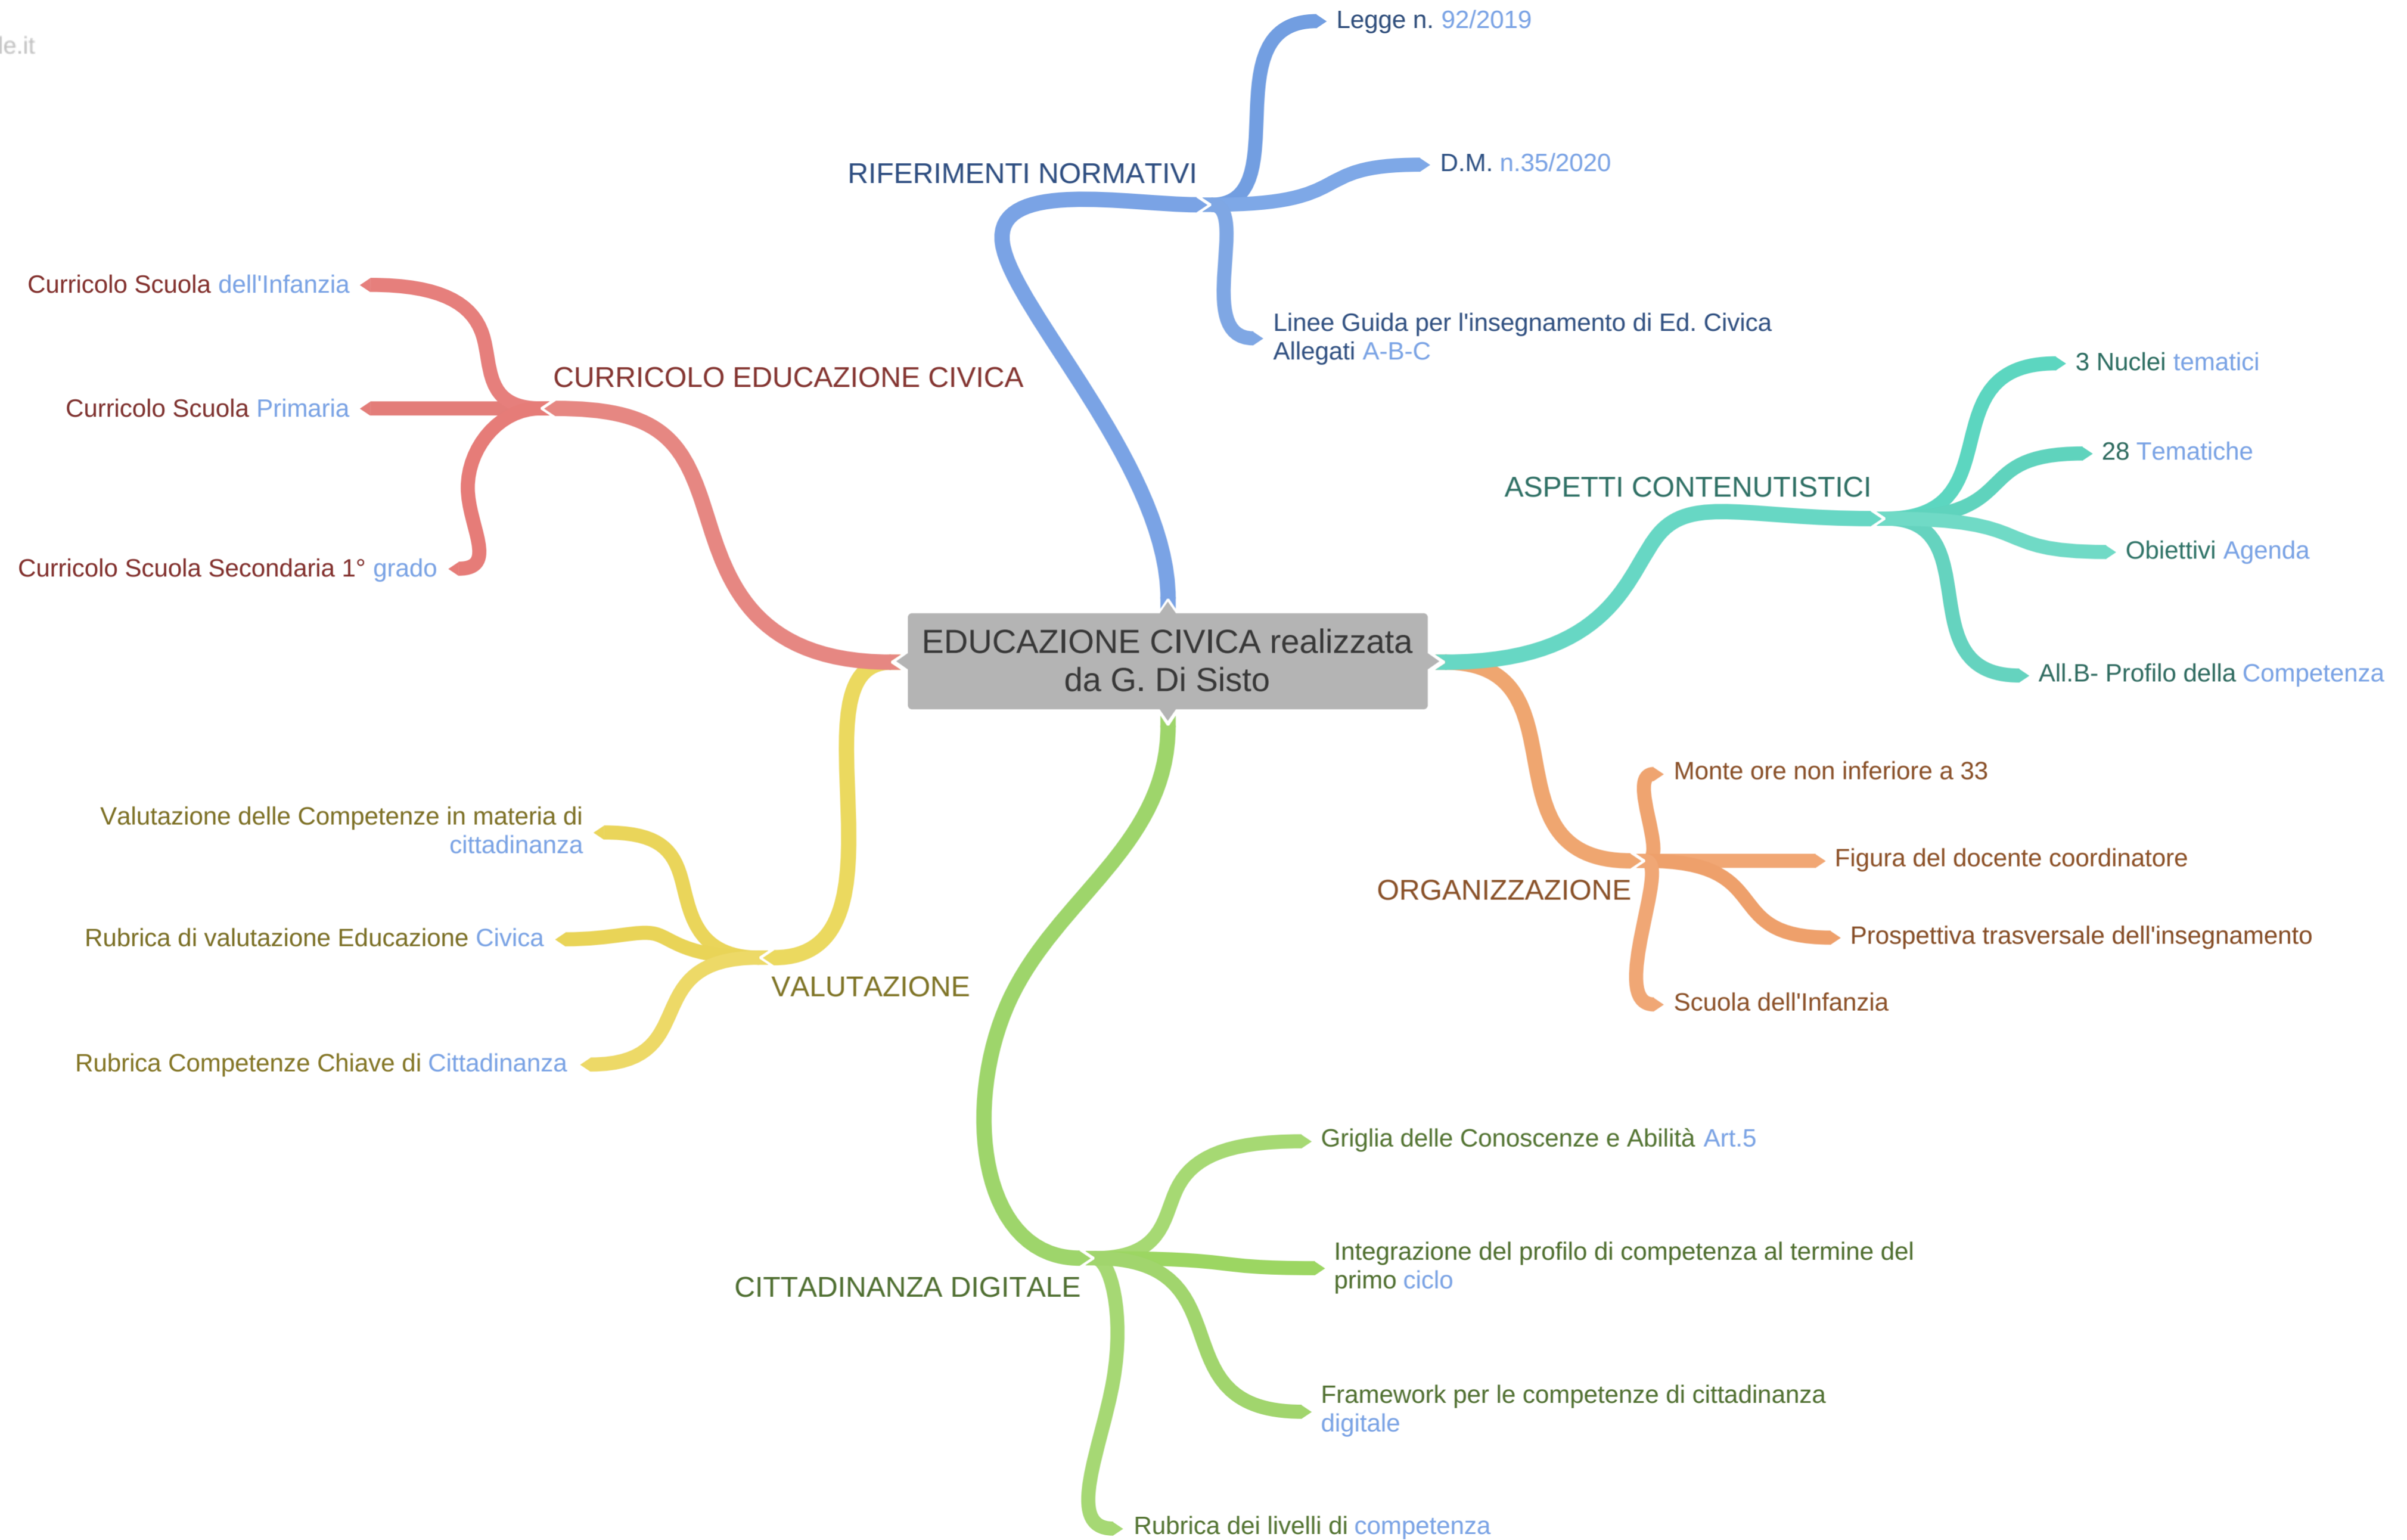 le.it
RIFERIMENTI NORMATIVI
Legge n. 92/2019
D.M. n.35/2020
Linee Guida per l'insegnamento di Ed. Civica
Allegati A-B-C
CURRICOLO EDUCAZIONE CIVICA
Curricolo Scuola dell'Infanzia
Curricolo Scuola Primaria
Curricolo Scuola Secondaria 1° grado
ASPETTI CONTENUTISTICI
3 Nuclei tematici
28 Tematiche
Obiettivi Agenda
All.B- Profilo della Competenza
EDUCAZIONE CIVICA realizzata
da G. Di Sisto
ORGANIZZAZIONE
Monte ore non inferiore a 33
Figura del docente coordinatore
Prospettiva trasversale dell'insegnamento
Scuola dell'Infanzia
VALUTAZIONE
Valutazione delle Competenze in materia di
cittadinanza
Rubrica di valutazione Educazione Civica
Rubrica Competenze Chiave di Cittadinanza
CITTADINANZA DIGITALE
Griglia delle Conoscenze e Abilità Art.5
Integrazione del profilo di competenza al termine del
primo ciclo
Framework per le competenze di cittadinanza
digitale
Rubrica dei livelli di competenza